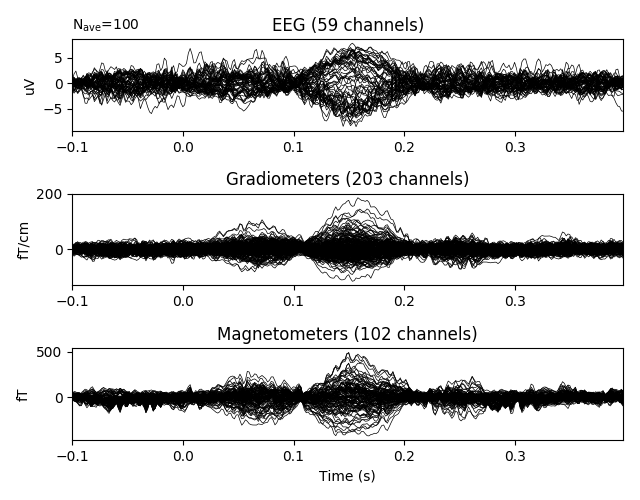 N_ave=100
EEG (59 channels)
5
0
−5
uV
−0.1 0.0 0.1 0.2 0.3
Gradiometers (203 channels)
200
0
fT/cm
−0.1 0.0 0.1 0.2 0.3
Magnetometers (102 channels)
500
0
fT
−0.1 0.0 0.1 0.2 0.3
Time (s)